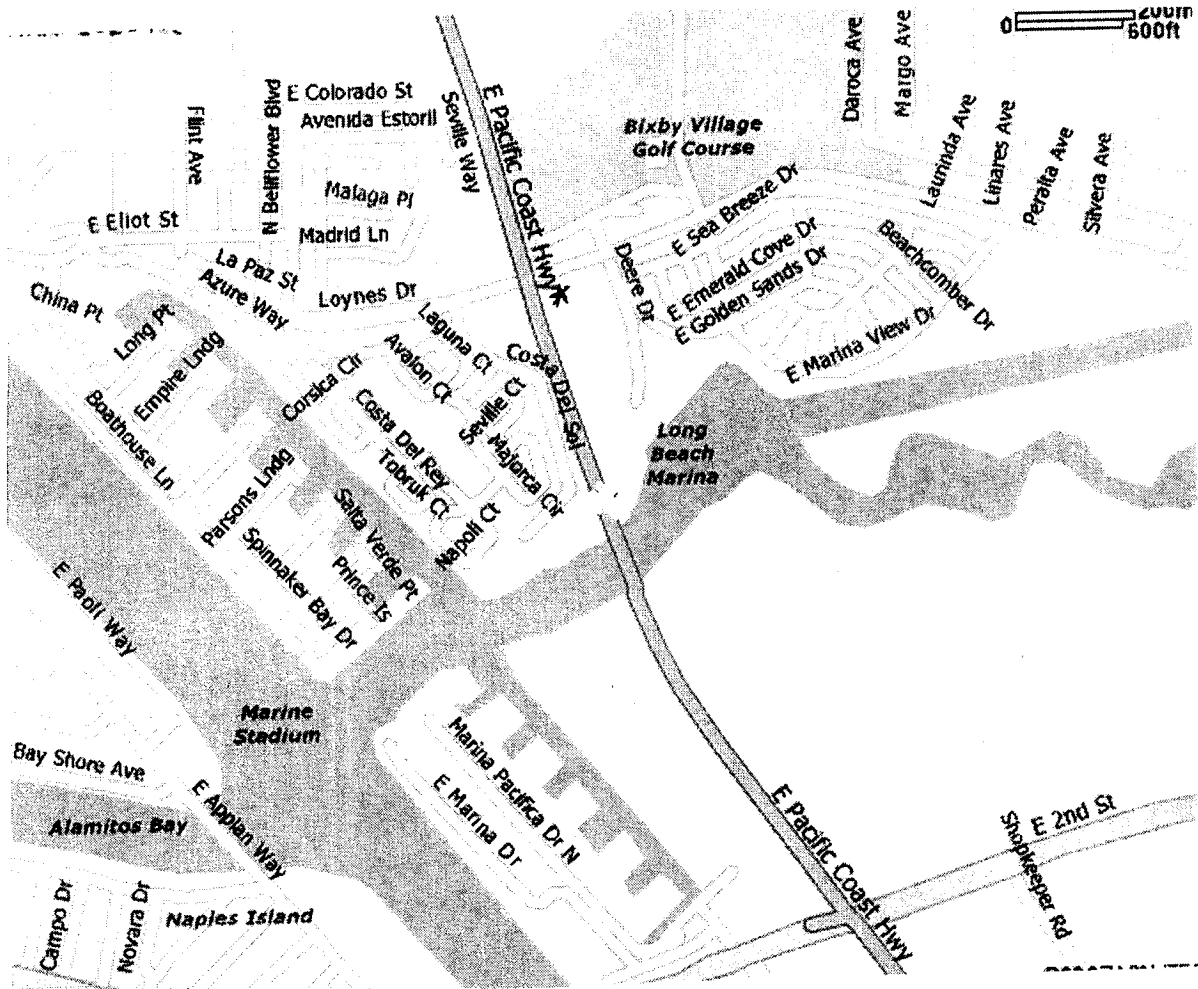 0
200m
600ft
Daroca Ave
Margo Ave
E Colorado St
Avenida Estoril
Flint Ave
N Bellflower Blvd
Seville Way
E Pacific Coast Hwy
Bixby Village
Golf Course
Laurinda Ave
Linares Ave
Peralta Ave
Silvera Ave
Malaga Pl
E Eliot St
Madrid Ln
E Sea Breeze Dr
La Paz St
Azure Way
Loynes Dr
China Pt
Long Pt
Deere Dr
E Emerald Cove Dr
E Golden Sands Dr
Beachcomber Dr
E Marina View Dr
*
Laguna Ct
Avalon Ct
Costa Del Sol
Empire Lndg
Corsica Cir
Seville Ct
Boathouse Ln
Costa Del Rey
Tobruk Ct
Majorca Cir
Long
Beach
Marina
Parsons Lndg
Salta Verde Pt
Napoli Ct
Spinnaker Bay Dr
Prince Is
E Paoli Way
Marine
Stadium
Bay Shore Ave
Marina Pacifica Dr N
E Marina Dr
E Appian Way
Alamitos Bay
E Pacific Coast Hwy
E 2nd St
Shopkeeper Rd
Campo Dr
Novara Dr
Naples Island